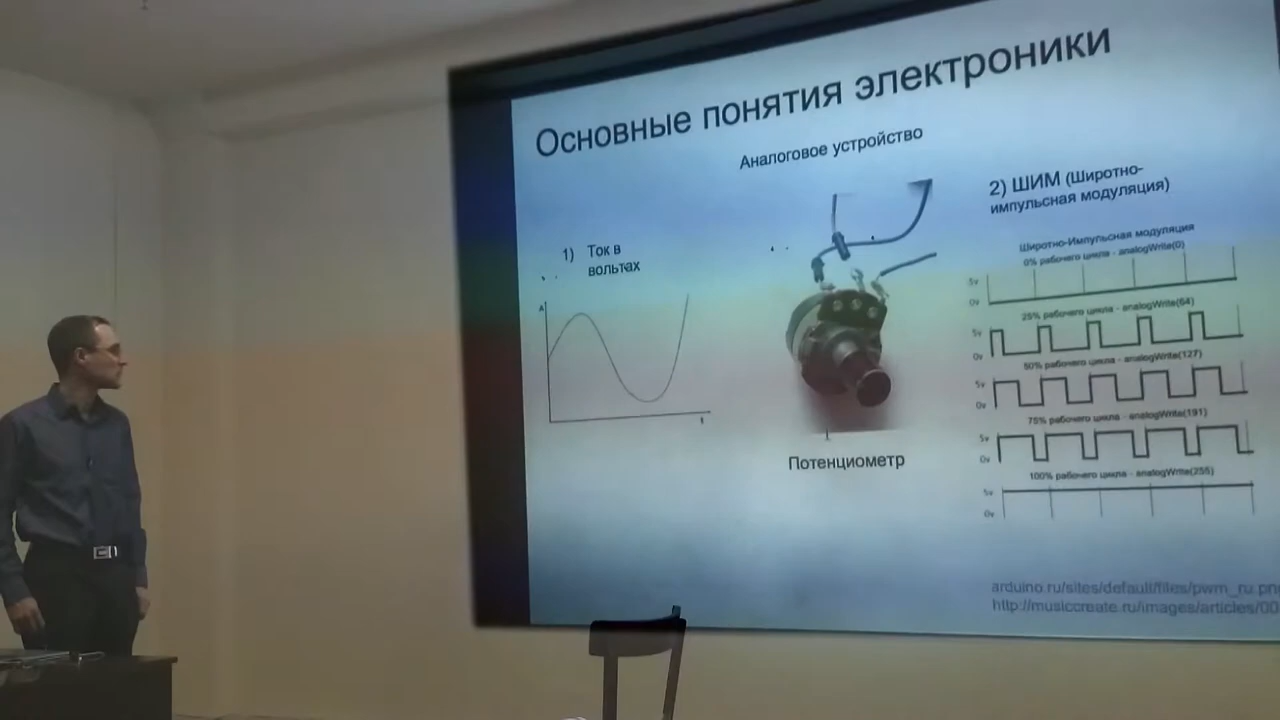 Основные понятия электроники
Аналоговое устройство
1) Ток в
вольтах
A
t
Потенциометр
2) ШИМ (Широтно-
импульсная модуляция)
Широтно-Импульсная модуляция
0% рабочего цикла - analogWrite(0)
5v
0v
25% рабочего цикла - analogWrite(64)
5v
0v
50% рабочего цикла - analogWrite(127)
5v
0v
75% рабочего цикла - analogWrite(191)
5v
0v
100% рабочего цикла - analogWrite(255)
5v
0v
arduino.ru/sites/default/files/pwm_ru.pn
http://musiccreate.ru/images/articles/00